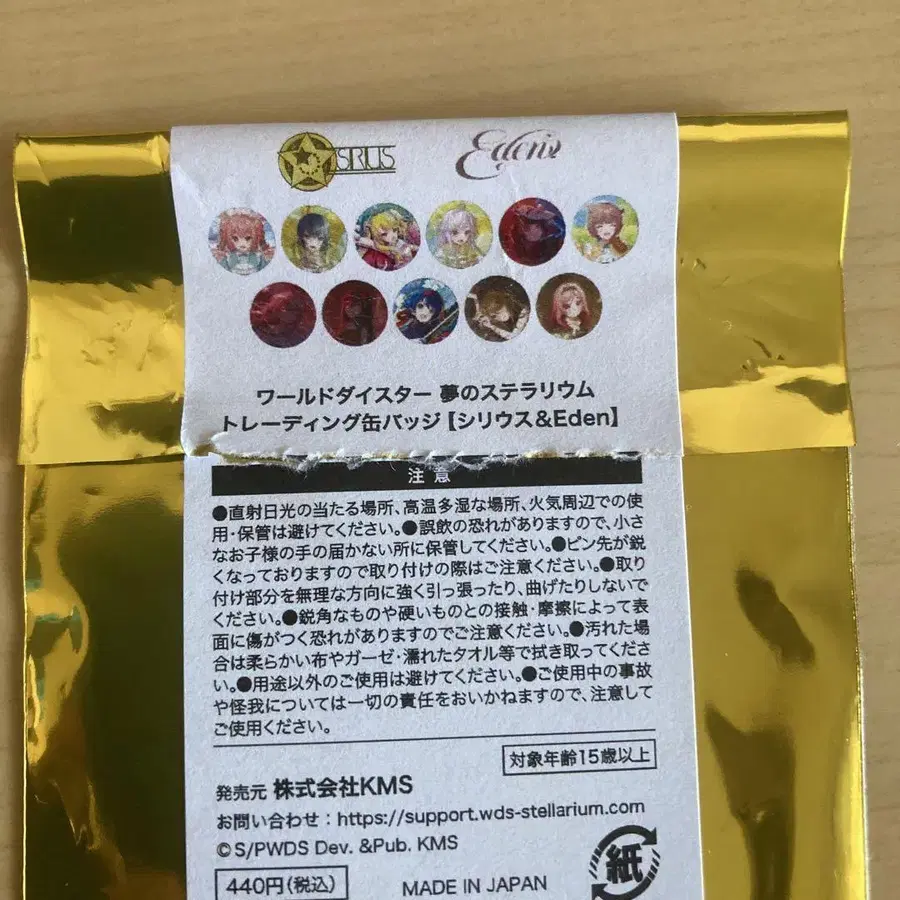 SIRIUS
Eden
ワールドダイスター 夢のステラリウム
トレーディング缶バッジ【シリウス&Eden】
注意
●直射日光の当たる場所、高温多湿な場所、火気周辺での使
用・保管は避けてください。●誤飲の恐れがありますので、小さ
なお子様の手の届かない所に保管してください。●ピン先が鋭
くなっておりますので取り付けの際はご注意ください。●取り
付け部分を無理な方向に強く引っ張ったり、曲げたりしないで
ください。●鋭角なものや硬いものとの接触・摩擦によって表
面に傷がつく恐れがありますのでご注意ください。●汚れた場
合は柔らかい布やガーゼ・濡れたタオル等で拭き取ってくださ
い。●用途以外のご使用は避けてください。●ご使用中の事故
や怪我については一切の責任をおいかねますので、注意して
ご使用ください。
対象年齢15歳以上
発売元 株式会社KMS
お問い合わせ：https://support.wds-stellarium.com
©S/PWDS Dev. &Pub. KMS
440円(税込)
MADE IN JAPAN
紙